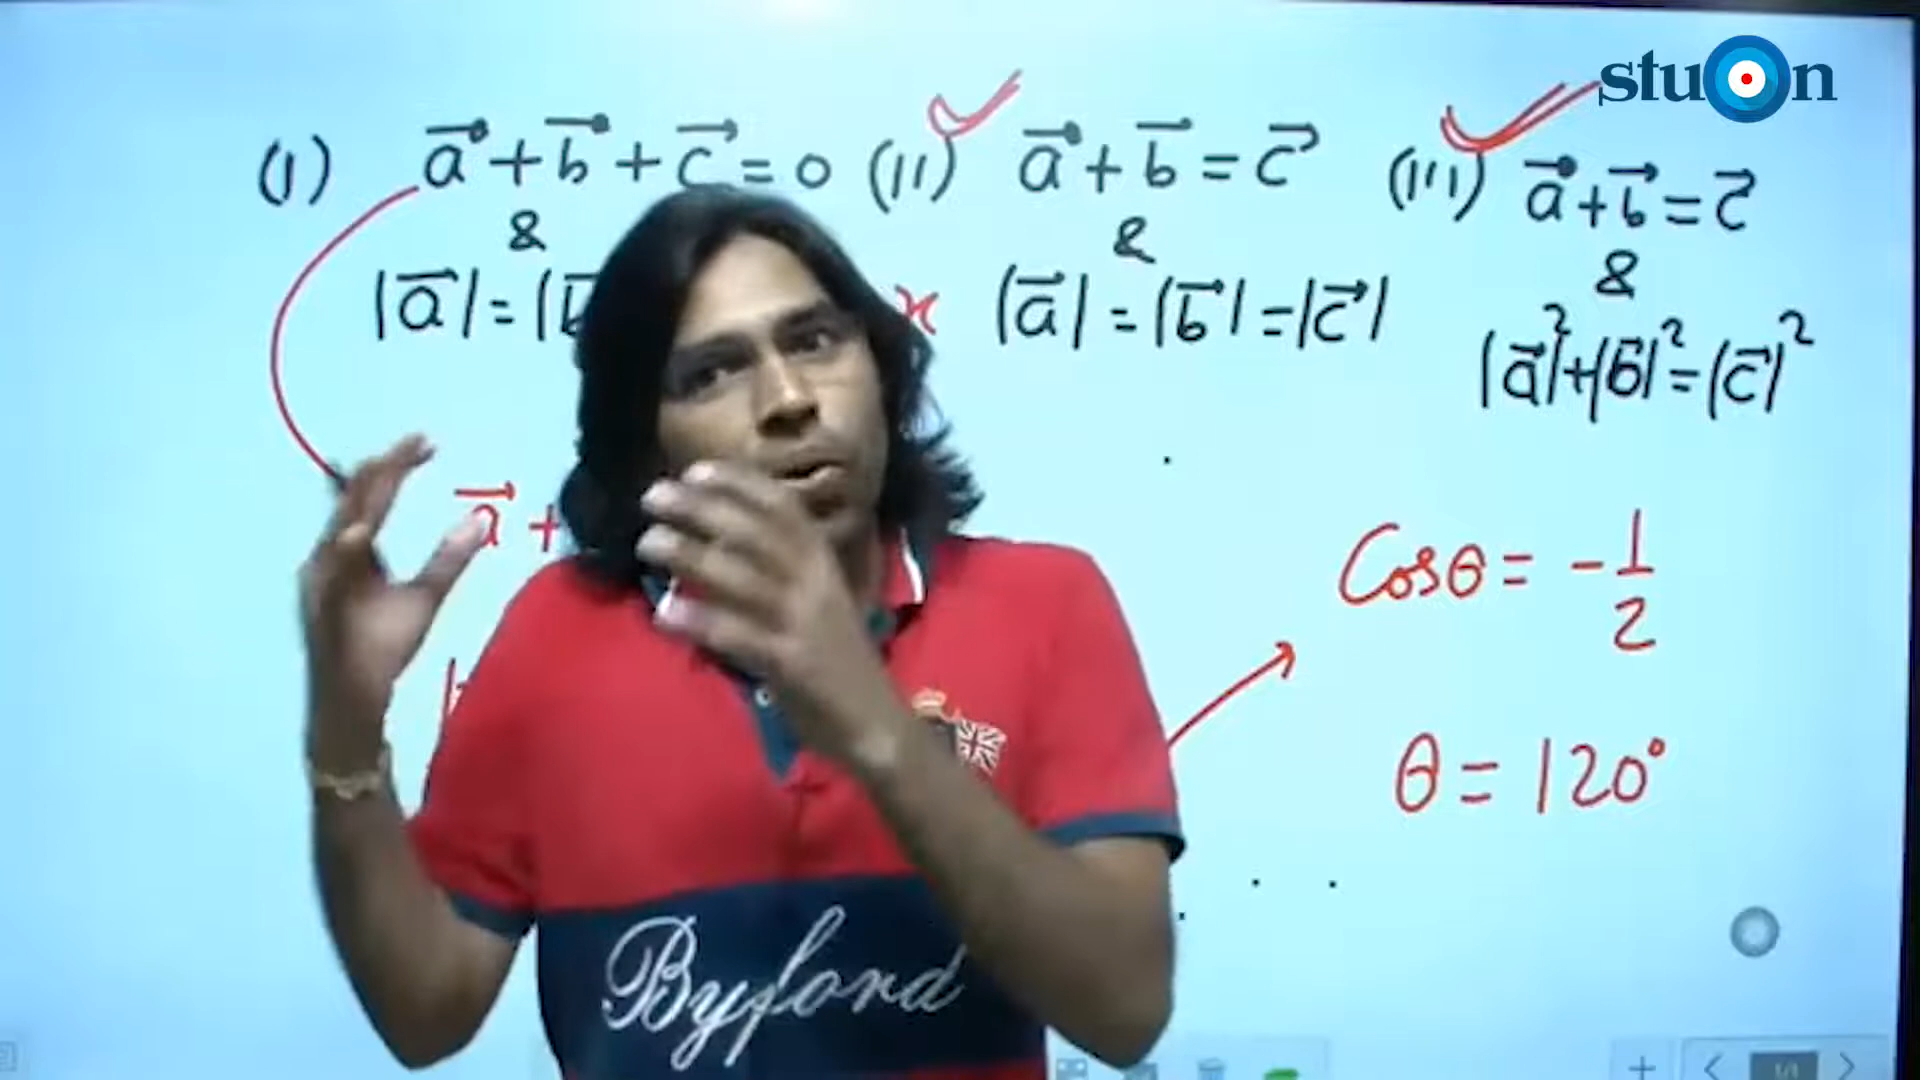 stuOn
(I) a⃗ + b⃗ + c⃗ = 0
&
|a⃗| = |b⃗
(II) a⃗ + b⃗ = c⃗
&
|a⃗| = |b⃗| = |c⃗|
(III) a⃗ + b⃗ = c⃗
&
|a⃗|² + |b⃗|² = |c⃗|²
a⃗ +
Cosθ = -1/2
θ = 120°
Byford